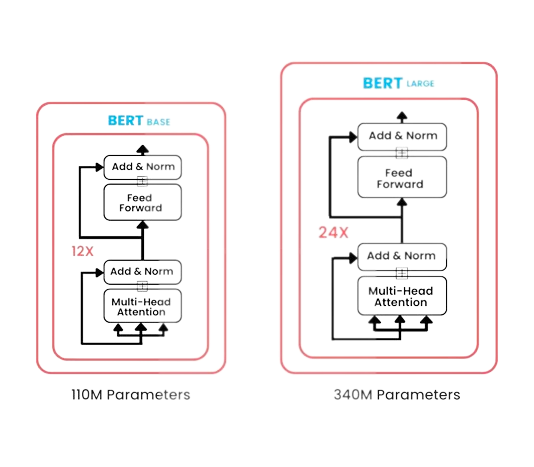 BERT BASE
Add & Norm
Feed
Forward
12X
Add & Norm
Multi-Head
Attention
110M Parameters
BERT LARGE
Add & Norm
Feed
Forward
24X
Add & Norm
Multi-Head
Attention
340M Parameters